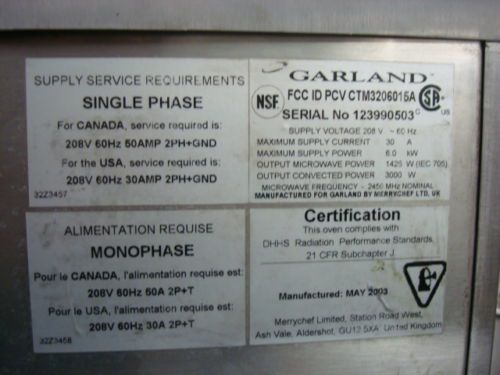 SUPPLY SERVICE REQUIREMENTS
SINGLE PHASE
For CANADA, service required is:
208V 60Hz 50AMP 2PH+GND
For the USA, service required is:
208V 60Hz 30AMP 2PH+GND
32Z3457
GARLAND
NSF
FCC ID PCV CTM3206015A
SERIAL No 123990503
SUPPLY VOLTAGE 208 V ~ 60 Hz
MAXIMUM SUPPLY CURRENT 30 A
MAXIMUM SUPPLY POWER 6.0 kW
OUTPUT MICROWAVE POWER 1425 W (IEC 705)
OUTPUT CONVECTED POWER 3000 W
MICROWAVE FREQUENCY - 2450 MHz NOMINAL
MANUFACTURED FOR GARLAND BY MERRYCHEF LTD, UK
ALIMENTATION REQUISE
MONOPHASE
Pour le CANADA, l'alimentation requise est:
208V 60Hz 50A 2P+T
Pour le USA, l'alimentation requise est:
208V 60Hz 30A 2P+T
32Z3458
Certification
This oven complies with
DHHS Radiation Performance Standards
21 CFR Subchapter J.
Manufactured: MAY 2003
Merrychef Limited, Station Road West,
Ash Vale, Aldershot, GU12 5XA United Kingdom